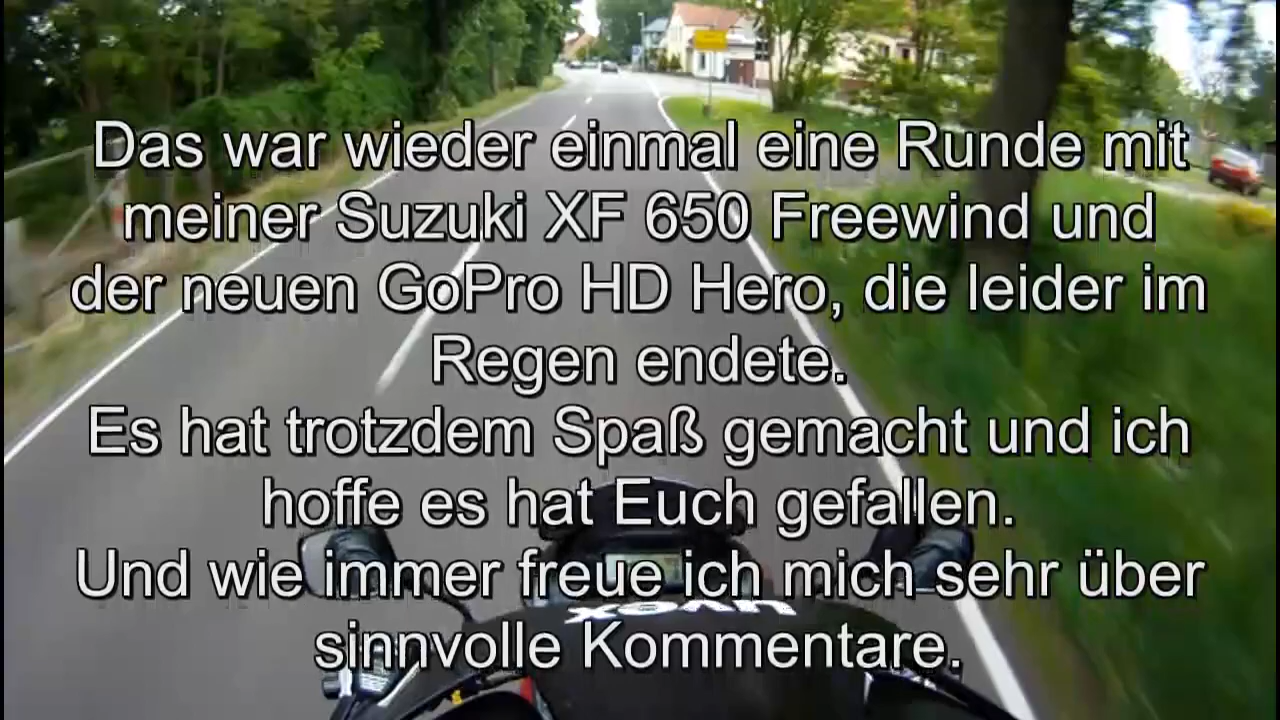 Das war wieder einmal eine Runde mit
meiner Suzuki XF 650 Freewind und
der neuen GoPro HD Hero, die leider im
Regen endete.
Es hat trotzdem Spaß gemacht und ich
hoffe es hat Euch gefallen.
Und wie immer freue ich mich sehr über
sinnvolle Kommentare.
uvex